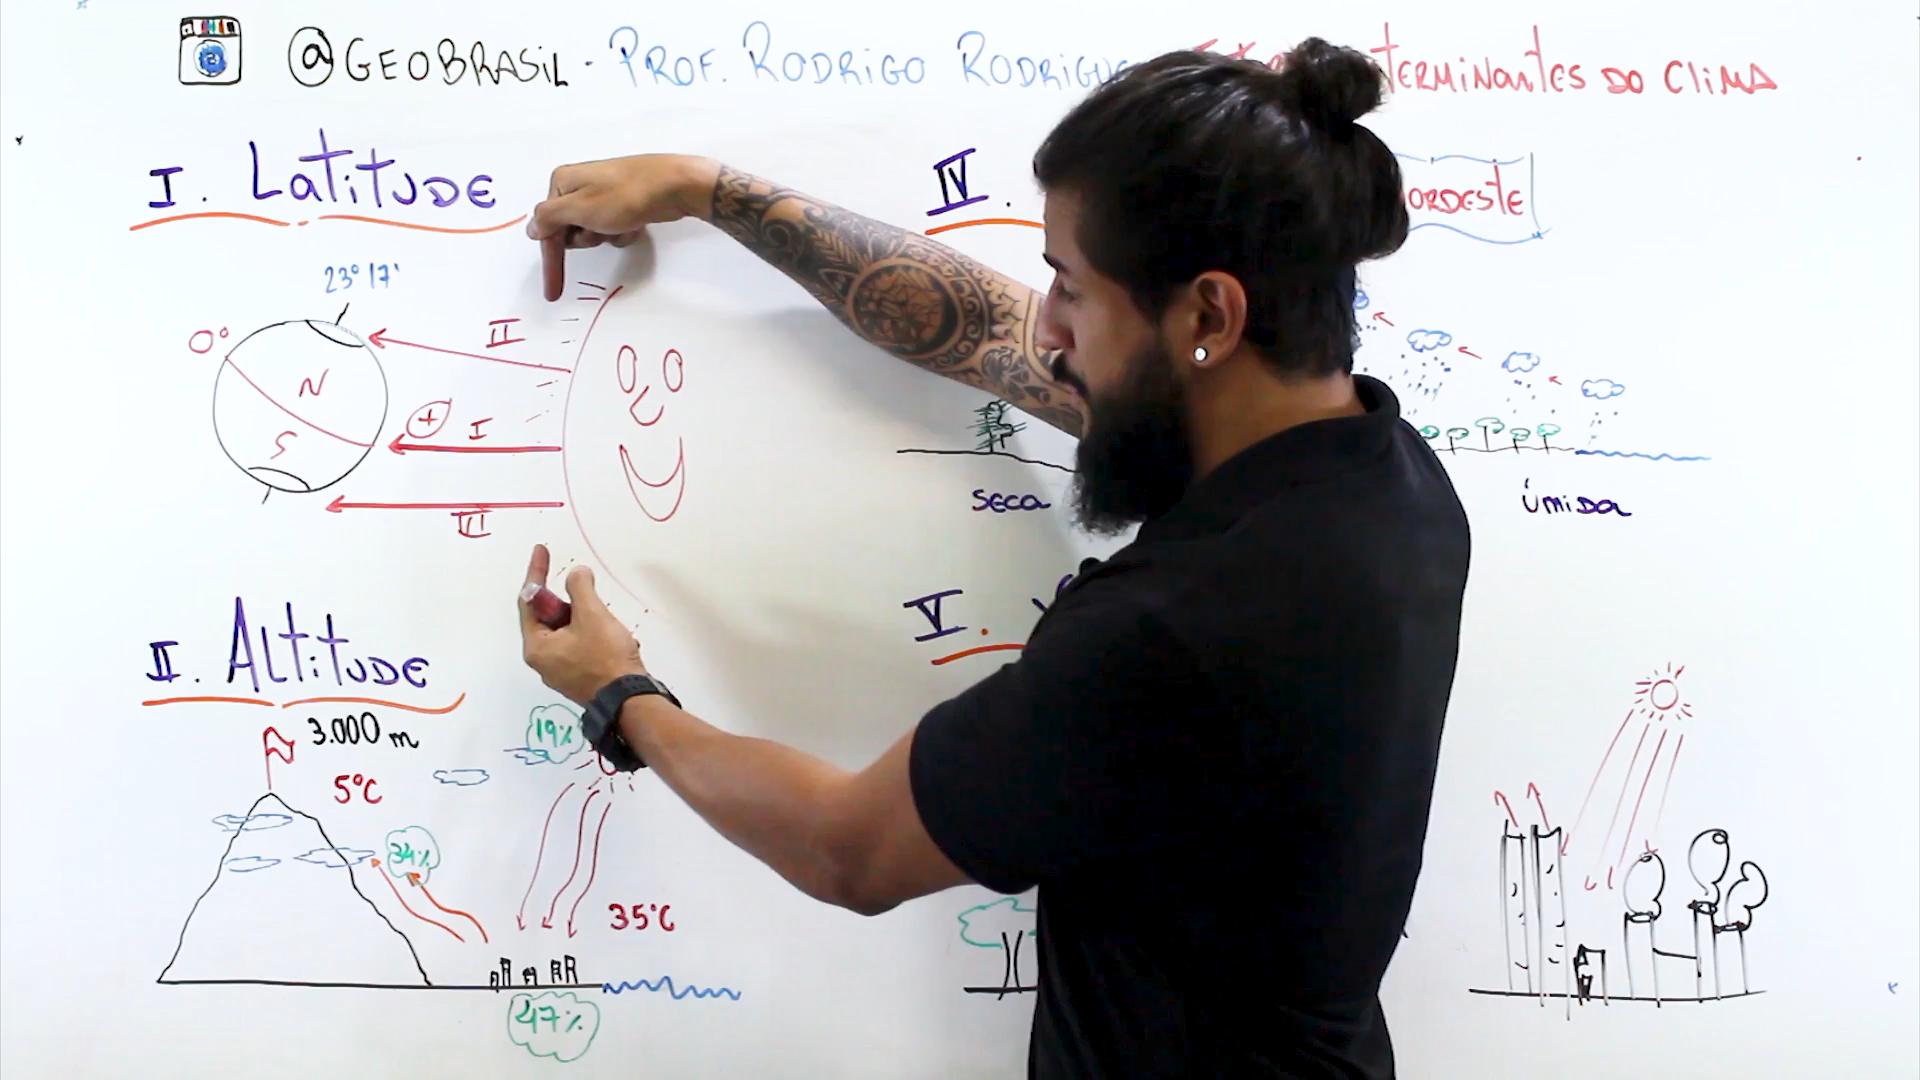 @GEOBRASIL - PROF. RODRIGO RODRIGUE TERMINANTES DO CLIMA
I. LATITUDE
23° 17'
0°
N
S
II
+
I
III
II. ALTITUDE
3.000 m
5°C
34%
19%
35°C
47%
IV.
ORDESTE
SECA
ÚMIDA
V.